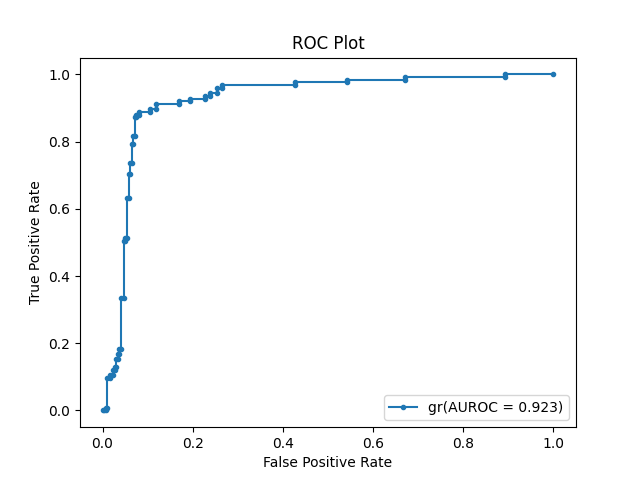 ROC Plot
1.0
0.8
0.6
0.4
0.2
0.0
True Positive Rate
gr(AUROC = 0.923)
0.0 0.2 0.4 0.6 0.8 1.0
False Positive Rate